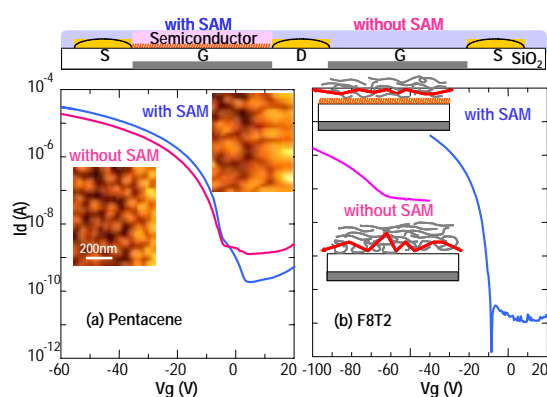 with SAM without SAM
Semiconductor
S G D G S SiO2
10-4
10-6
10-8
10-10
10-12
Id (A)
with SAM
without SAM
200nm
(a) Pentacene
-60 -40 -20 0 20
Vg (V)
with SAM
without SAM
(b) F8T2
-100 -80 -60 -40 -20 0 20
Vg (V)